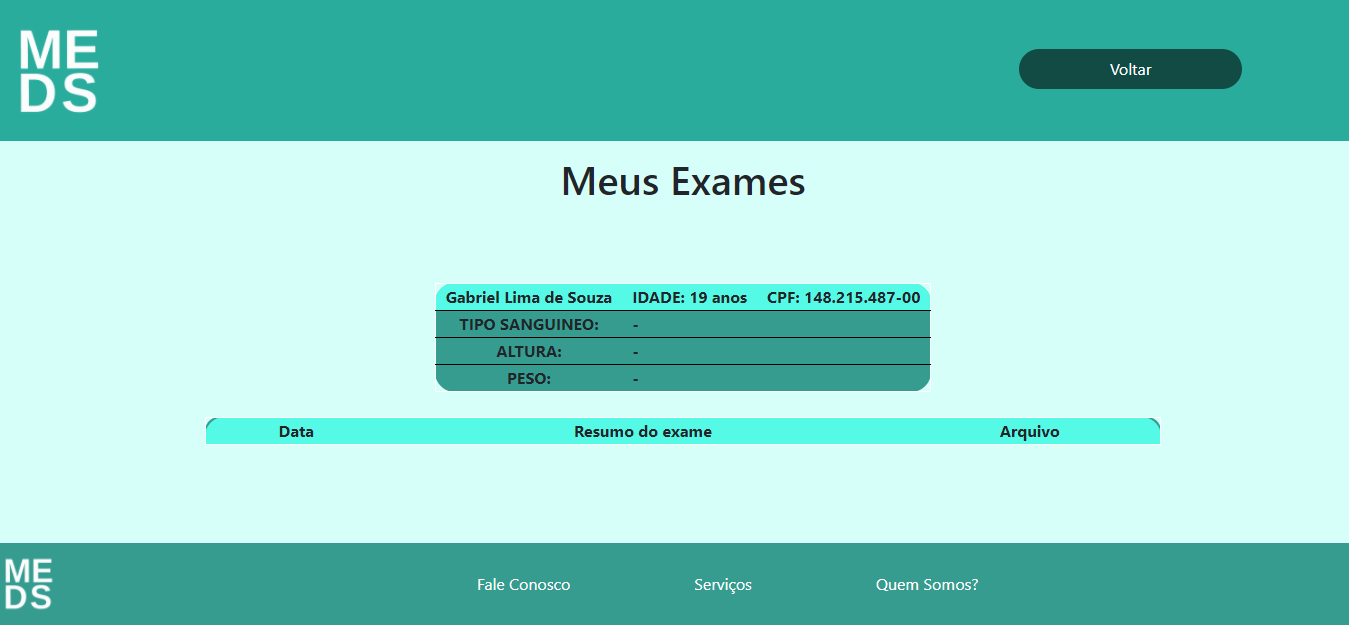 ME
DS
Voltar
Meus Exames
Gabriel Lima de Souza IDADE: 19 anos CPF: 148.215.487-00
TIPO SANGUINEO: -
ALTURA: -
PESO: -
Data Resumo do exame Arquivo
ME
DS
Fale Conosco Serviços Quem Somos?